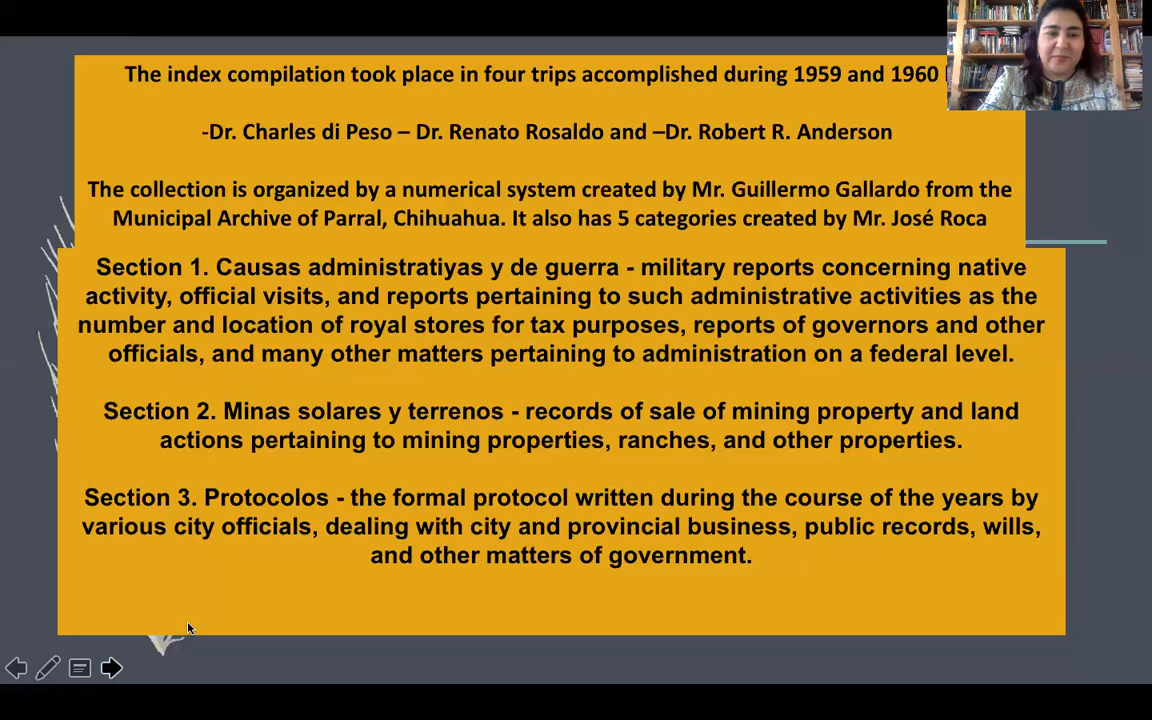 The index compilation took place in four trips accomplished during 1959 and 1960
-Dr. Charles di Peso – Dr. Renato Rosaldo and –Dr. Robert R. Anderson
The collection is organized by a numerical system created by Mr. Guillermo Gallardo from the
Municipal Archive of Parral, Chihuahua. It also has 5 categories created by Mr. José Roca
Section 1. Causas administratiyas y de guerra - military reports concerning native
activity, official visits, and reports pertaining to such administrative activities as the
number and location of royal stores for tax purposes, reports of governors and other
officials, and many other matters pertaining to administration on a federal level.
Section 2. Minas solares y terrenos - records of sale of mining property and land
actions pertaining to mining properties, ranches, and other properties.
Section 3. Protocolos - the formal protocol written during the course of the years by
various city officials, dealing with city and provincial business, public records, wills,
and other matters of government.